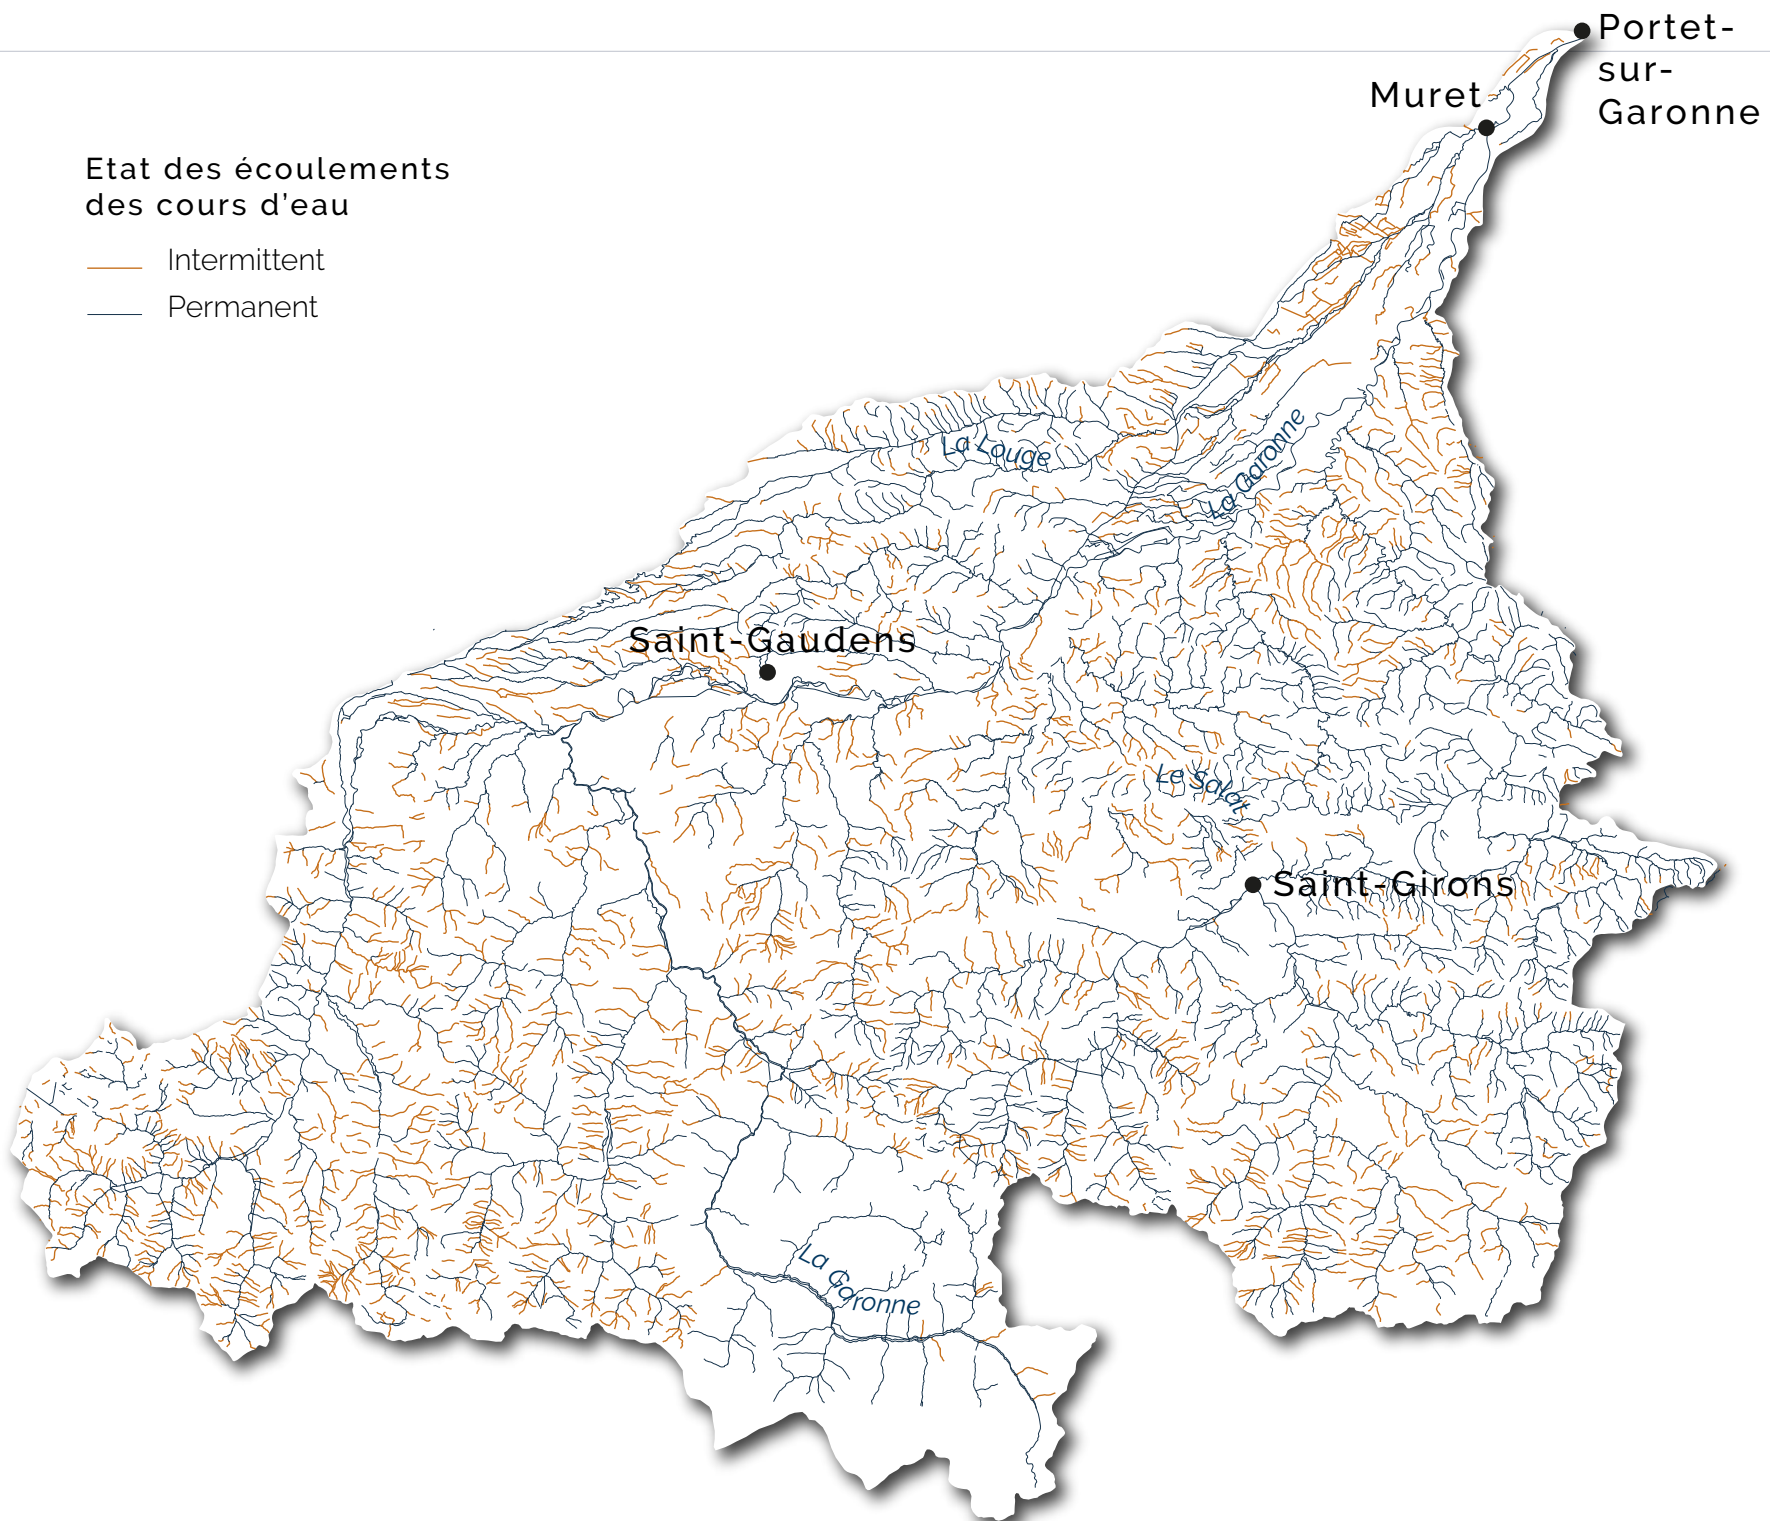 Portet-
sur-
Garonne
Muret
Etat des écoulements
des cours d’eau
Intermittent
Permanent
La Louge
La Garonne
Saint-Gaudens
Le Salat
Saint-Girons
La Garonne